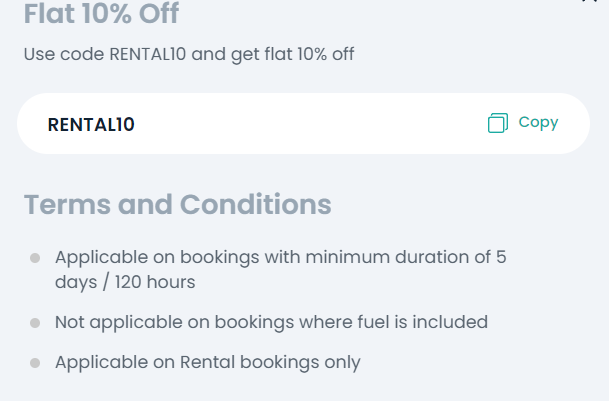 Flat 10% Off
Use code RENTAL10 and get flat 10% off
RENTAL10
Copy
Terms and Conditions
Applicable on bookings with minimum duration of 5
days / 120 hours
Not applicable on bookings where fuel is included
Applicable on Rental bookings only